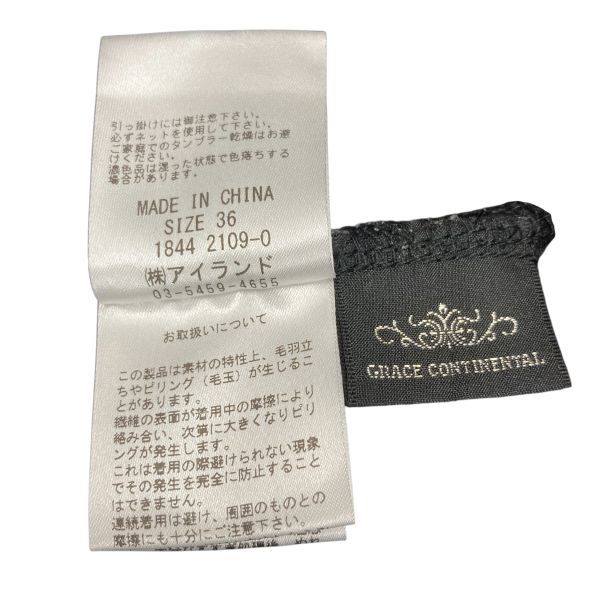 引っ掛けには御注意下さい。
必ずネットを使用して下さい。
ご家庭でのタンブラー乾燥はお避
けください。
濃色品は湿った状態で色落ちする
場合があります。
MADE IN CHINA
SIZE 36
1844 2109-0
㈱アイランド
03-5459-4655
お取扱いについて
この製品は素材の特性上、毛羽立
ちやピリング（毛玉）が生じるこ
とがあります。
繊維の表面が着用中の摩擦により
絡み合い、次第に大きくなりピリ
ングが発生します。
これは着用の際避けられない現象
でその発生を完全に防止すること
はできません。
連続着用は避け、周囲のものとの
摩擦にも十分にご注意下さい。
GRACE CONTINENTAL